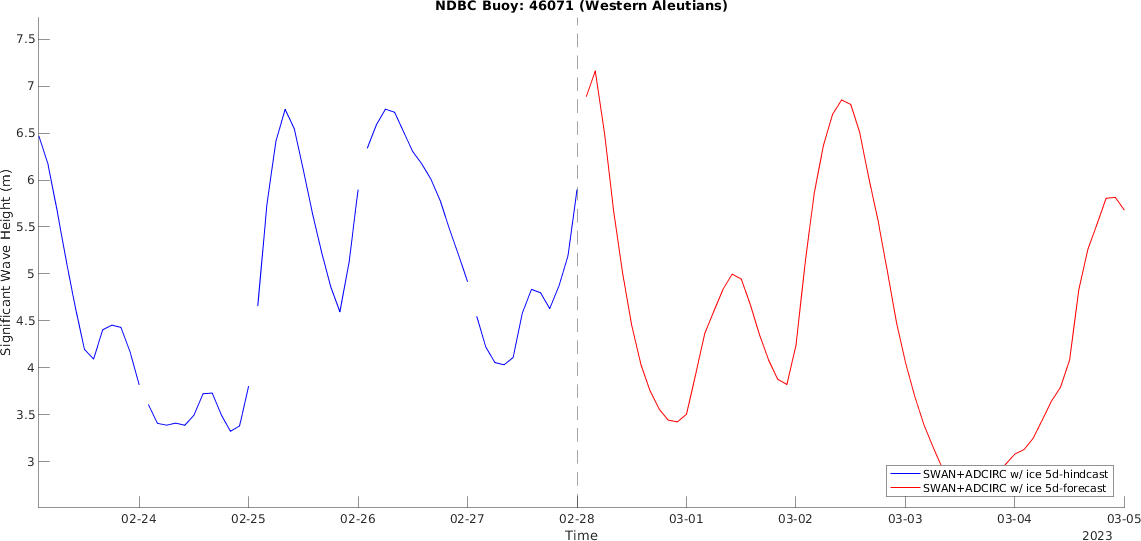 NDBC Buoy: 46071 (Western Aleutians)
7.5
7
6.5
6
5.5
5
4.5
4
3.5
3
Significant Wave Height (m)
SWAN+ADCIRC w/ ice 5d-hindcast
SWAN+ADCIRC w/ ice 5d-forecast
02-24 02-25 02-26 02-27 02-28 03-01 03-02 03-03 03-04 03-05
Time
2023